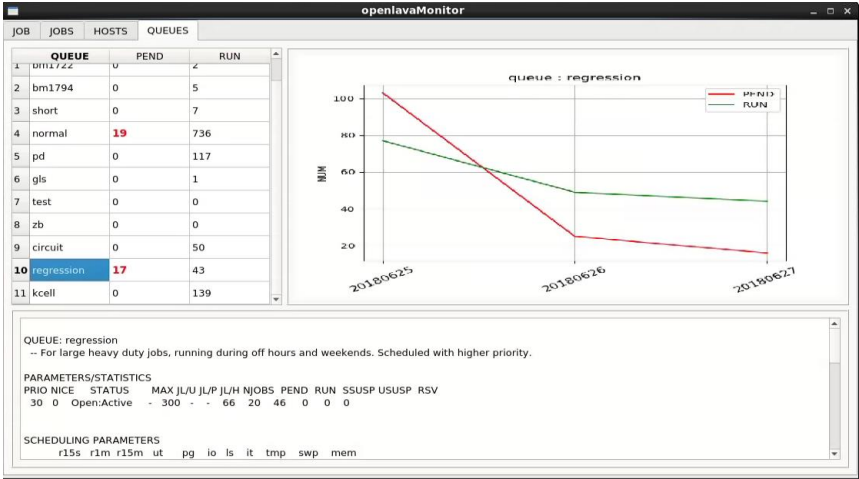 openlavaMonitor
JOB JOBS HOSTS QUEUES
QUEUE PEND RUN
1 bm1722 0 2
2 bm1794 0 5
3 short 0 7
4 normal 19 736
5 pd 0 117
6 gls 0 1
7 test 0 0
8 zb 0 0
9 circuit 0 50
10 regression 17 43
11 kcell 0 139
queue : regression
PEND
RUN
NUM
100
80
60
40
20
20180625 20180626 20180627
QUEUE: regression
-- For large heavy duty jobs, running during off hours and weekends. Scheduled with higher priority.
PARAMETERS/STATISTICS
PRIO NICE STATUS MAX JL/U JL/P JL/H NJOBS PEND RUN SSUSP USUSP RSV
30 0 Open:Active - 300 - - 66 20 46 0 0 0
SCHEDULING PARAMETERS
r15s r1m r15m ut pg io ls it tmp swp mem